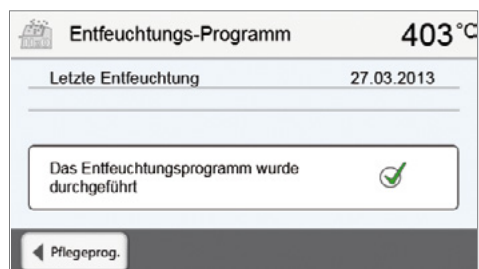 Entfeuchtungs-Programm 403°C
Letzte Entfeuchtung 27.03.2013
Das Entfeuchtungsprogramm wurde
durchgeführt
Pflegeprog.